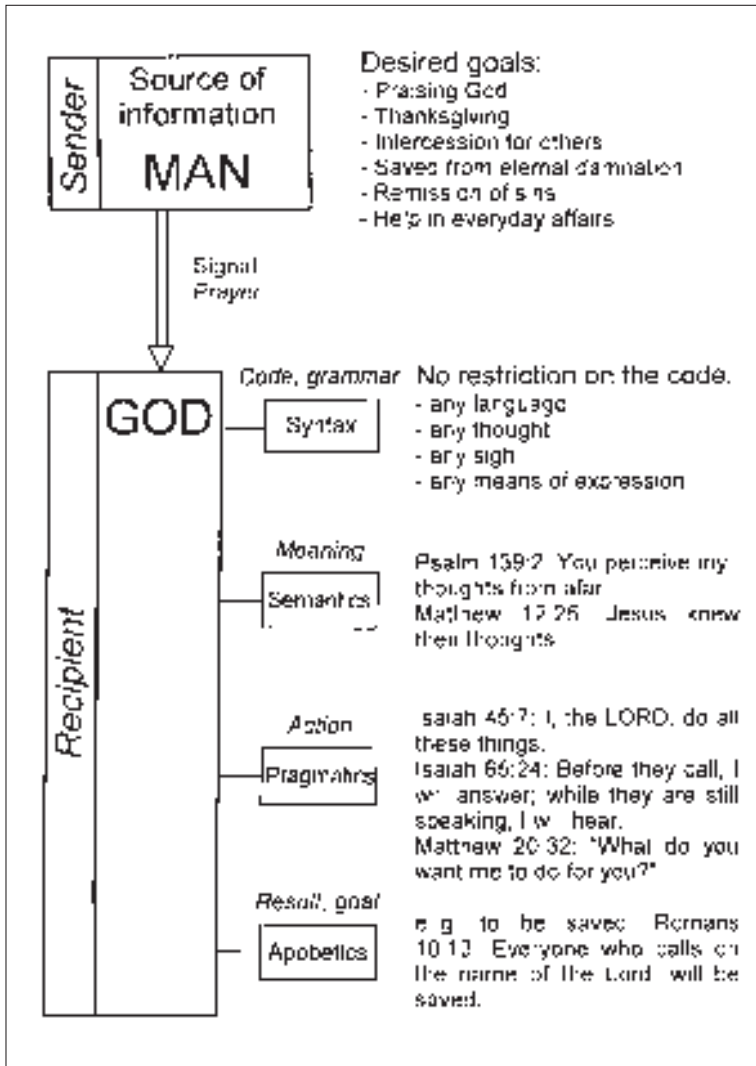 Sender
Source of
information
MAN
Desired goals:
- Praising God
- Thanksgiving
- Intercession for others
- Saved from eternal damnation
- Remission of sins
- Help in everyday affairs
Signal
Prayer
Recipient
GOD
Code, grammar
Syntax
No restriction on the code.
- any language
- any thought
- any sigh
- any means of expression
Meaning
Semantics
Psalm 139:2 You perceive my
thoughts from afar
Matthew 12:25 Jesus knew
their thoughts
Action
Pragmatics
Isaiah 45:7: I, the LORD, do all
these things.
Isaiah 65:24: Before they call, I
will answer; while they are still
speaking, I will hear.
Matthew 20:32: "What do you
want me to do for you?"
Result, goal
Apobetics
e.g. to be saved Romans
10:13 Everyone who calls on
the name of the Lord will be
saved.